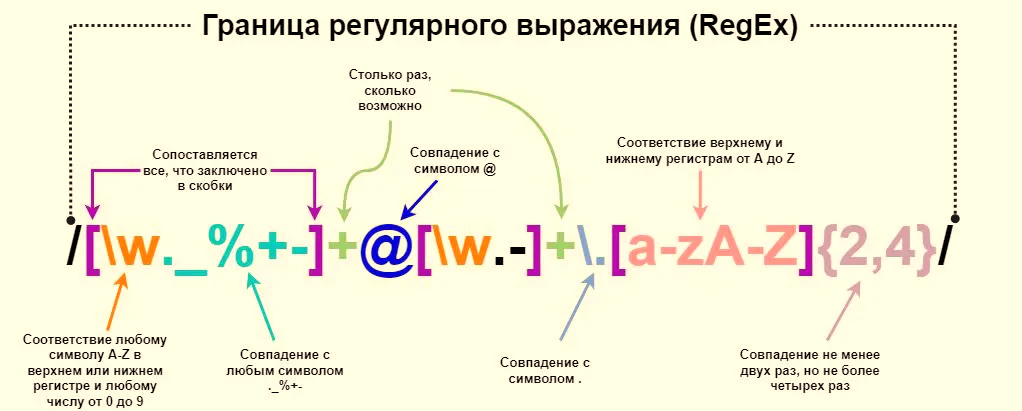 Граница регулярного выражения (RegEx)
Столько раз,
сколько
возможно
Сопоставляется
все, что заключено
в скобки
Совпадение с
символом @
Соответствие верхнему и
нижнему регистрам от A до Z
/[\w._%+-]+@[\w.-]+\.[a-zA-Z]{2,4}/
Соответствие любому
символу A-Z в
верхнем или нижнем
регистре и любому
числу от 0 до 9
Совпадение с
любым символом
._%+-
Совпадение с
символом .
Совпадение не менее
двух раз, но не более
четырех раз